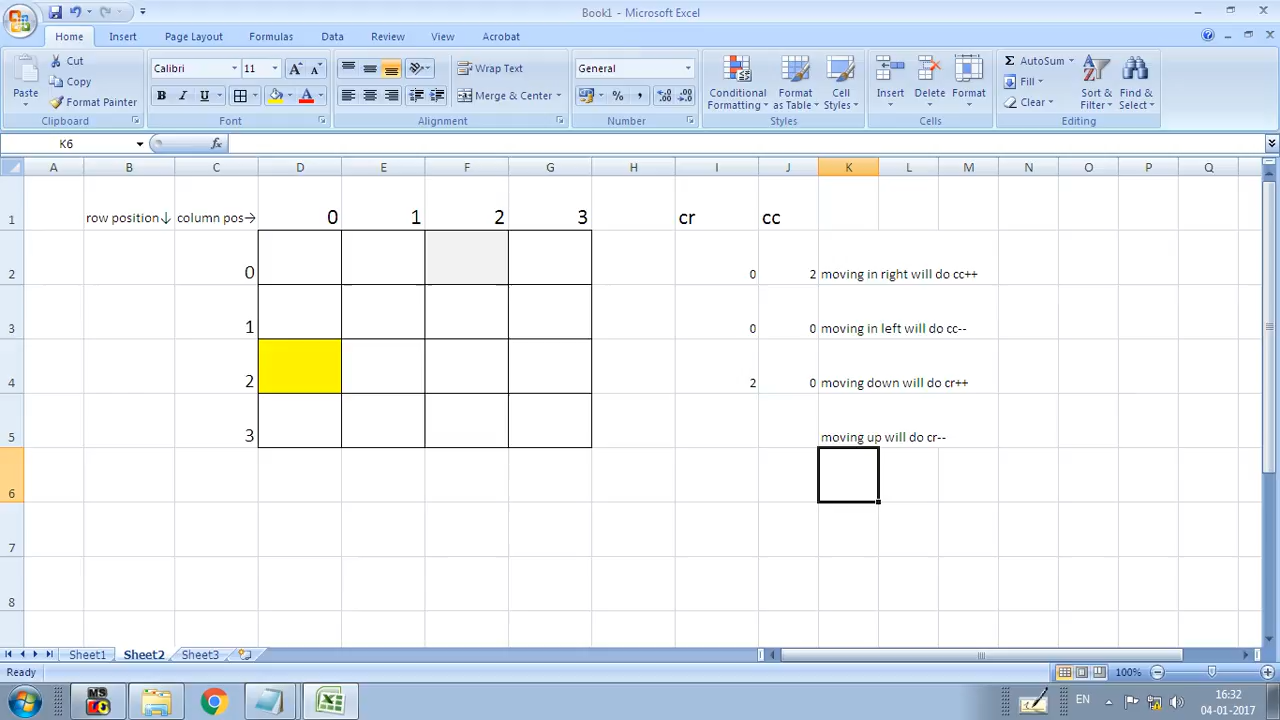 Book1 - Microsoft Excel
Home Insert Page Layout Formulas Data Review View Acrobat
Paste Cut Copy Format Painter Clipboard
Calibri 11 A A B I U A Font
Wrap Text Merge & Center Alignment
General % , .0 .00 .00 .0 Number
Conditional Formatting Format as Table Cell Styles Styles
Insert Delete Format Cells
Σ AutoSum Fill Clear Sort & Filter Find & Select Editing
K6 fx
A B C D E F G H I J K L M N O P Q
1 row position↓ column pos→ 0 1 2 3 cr cc
2 0 0 2 moving in right will do cc++
3 1 0 0 moving in left will do cc--
4 2 2 0 moving down will do cr++
5 3 moving up will do cr--
6
7
8
Sheet1 Sheet2 Sheet3
Ready 100%
MS EN 16:32
04-01-2017